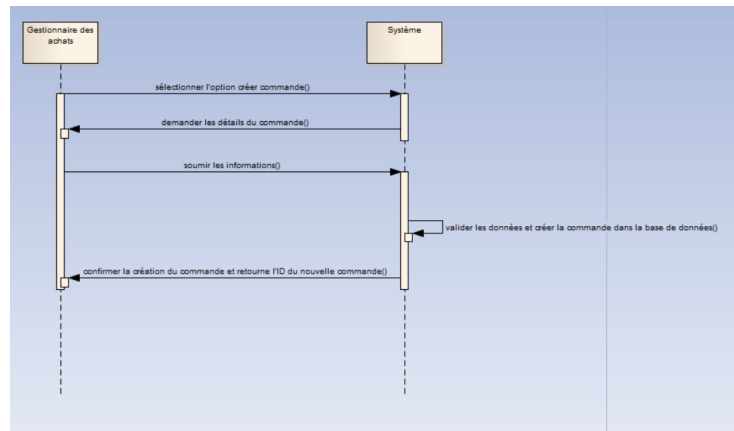 Gestionnaire des
achats
Système
sélectionner l'option créer commande()
demander les détails du commande()
soumir les informations()
valider les données et créer la commande dans la base de données()
confirmer la création du commande et retourne l'ID du nouvelle commande()